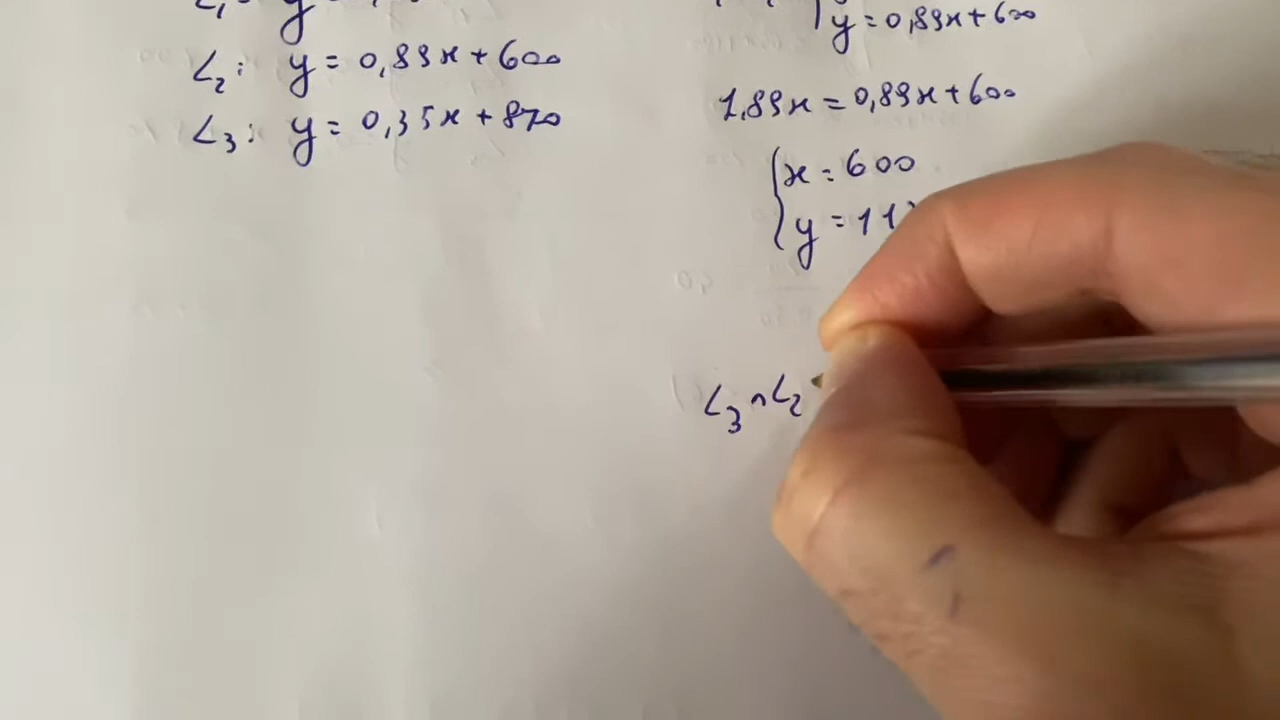 L₂: y = 0,89x + 600
L₃: y = 0,35x + 870
y = 0,89x + 600
1,89x = 0,89x + 600
x = 600
y = 11
L₃ ∩ L₂